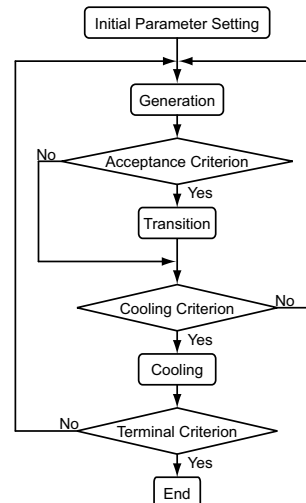 Initial Parameter Setting
Generation
No
Acceptance Criterion
Yes
Transition
Cooling Criterion
No
Yes
Cooling
No
Terminal Criterion
Yes
End